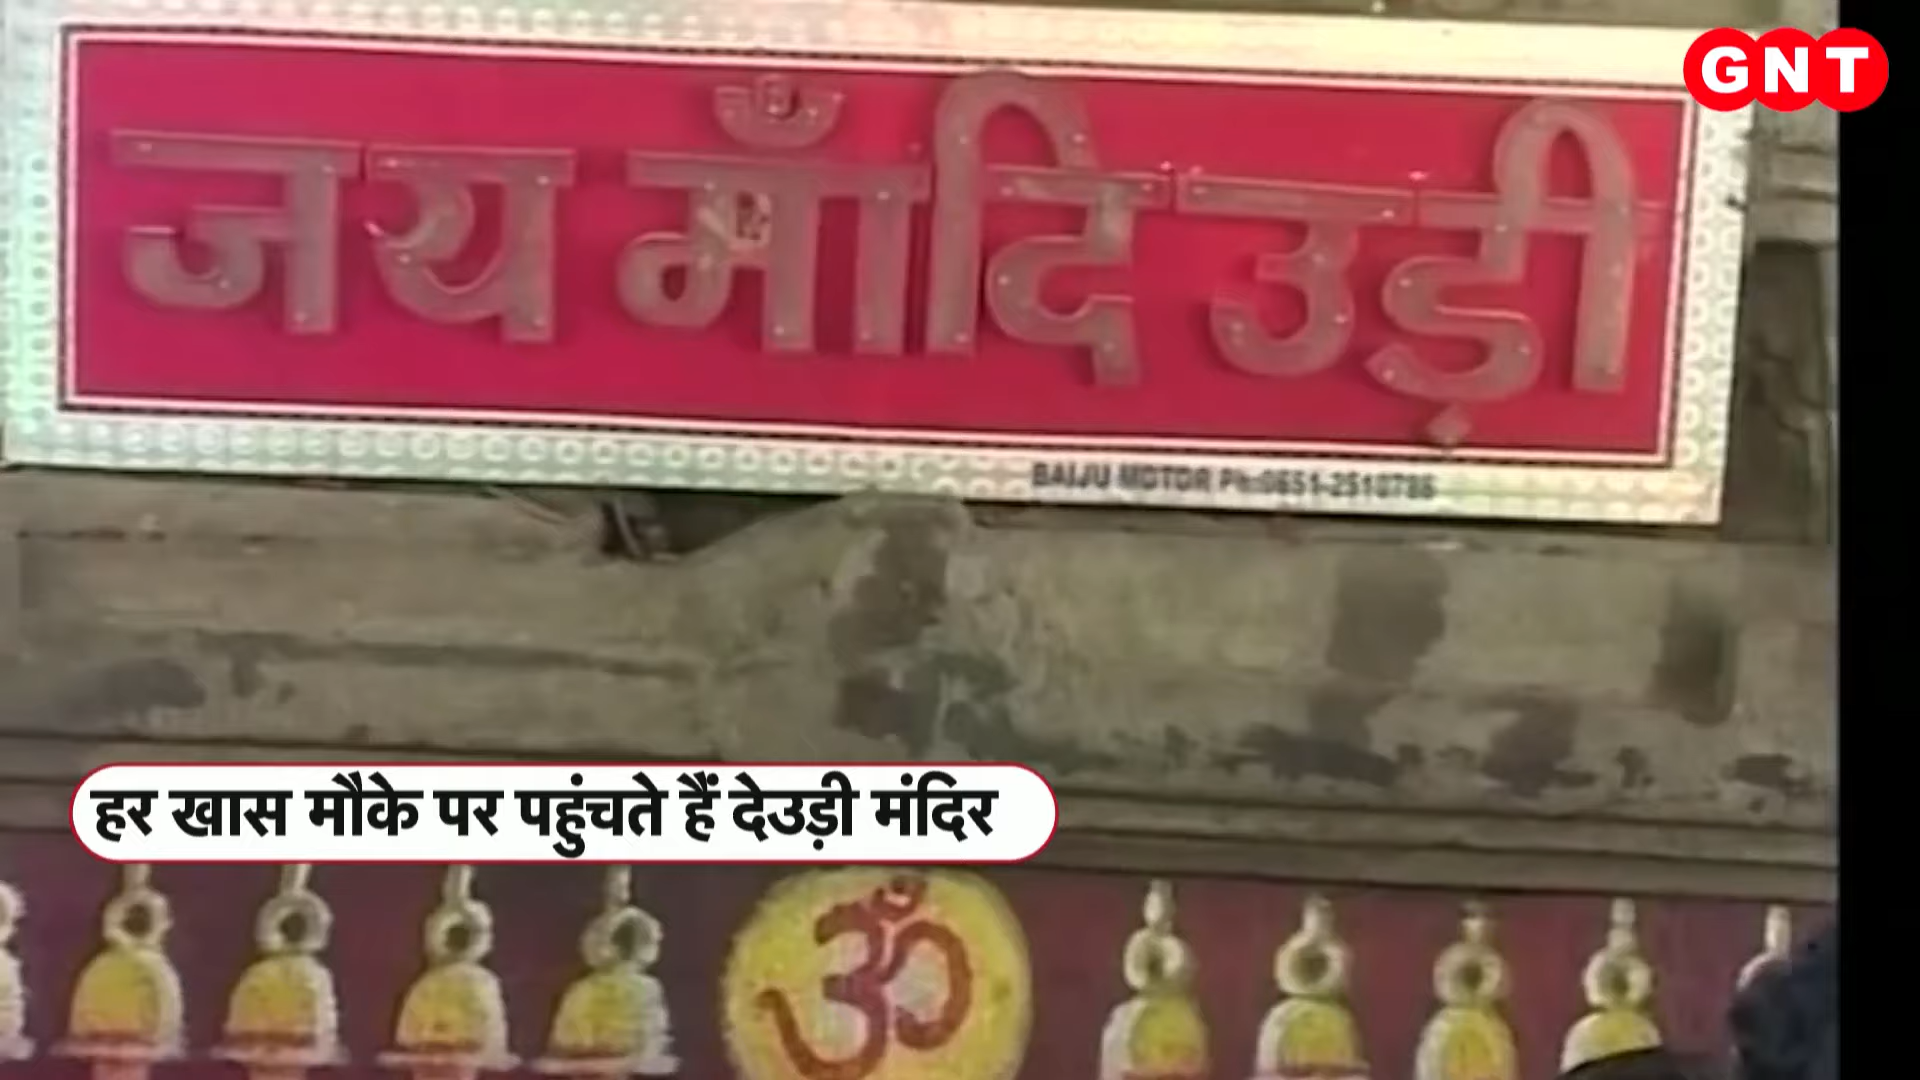 GNT
जय माँ दिउड़ी
BAIJU MOTOR Ph:0651-2510786
हर खास मौके पर पहुंचते हैं देउड़ी मंदिर
ॐ